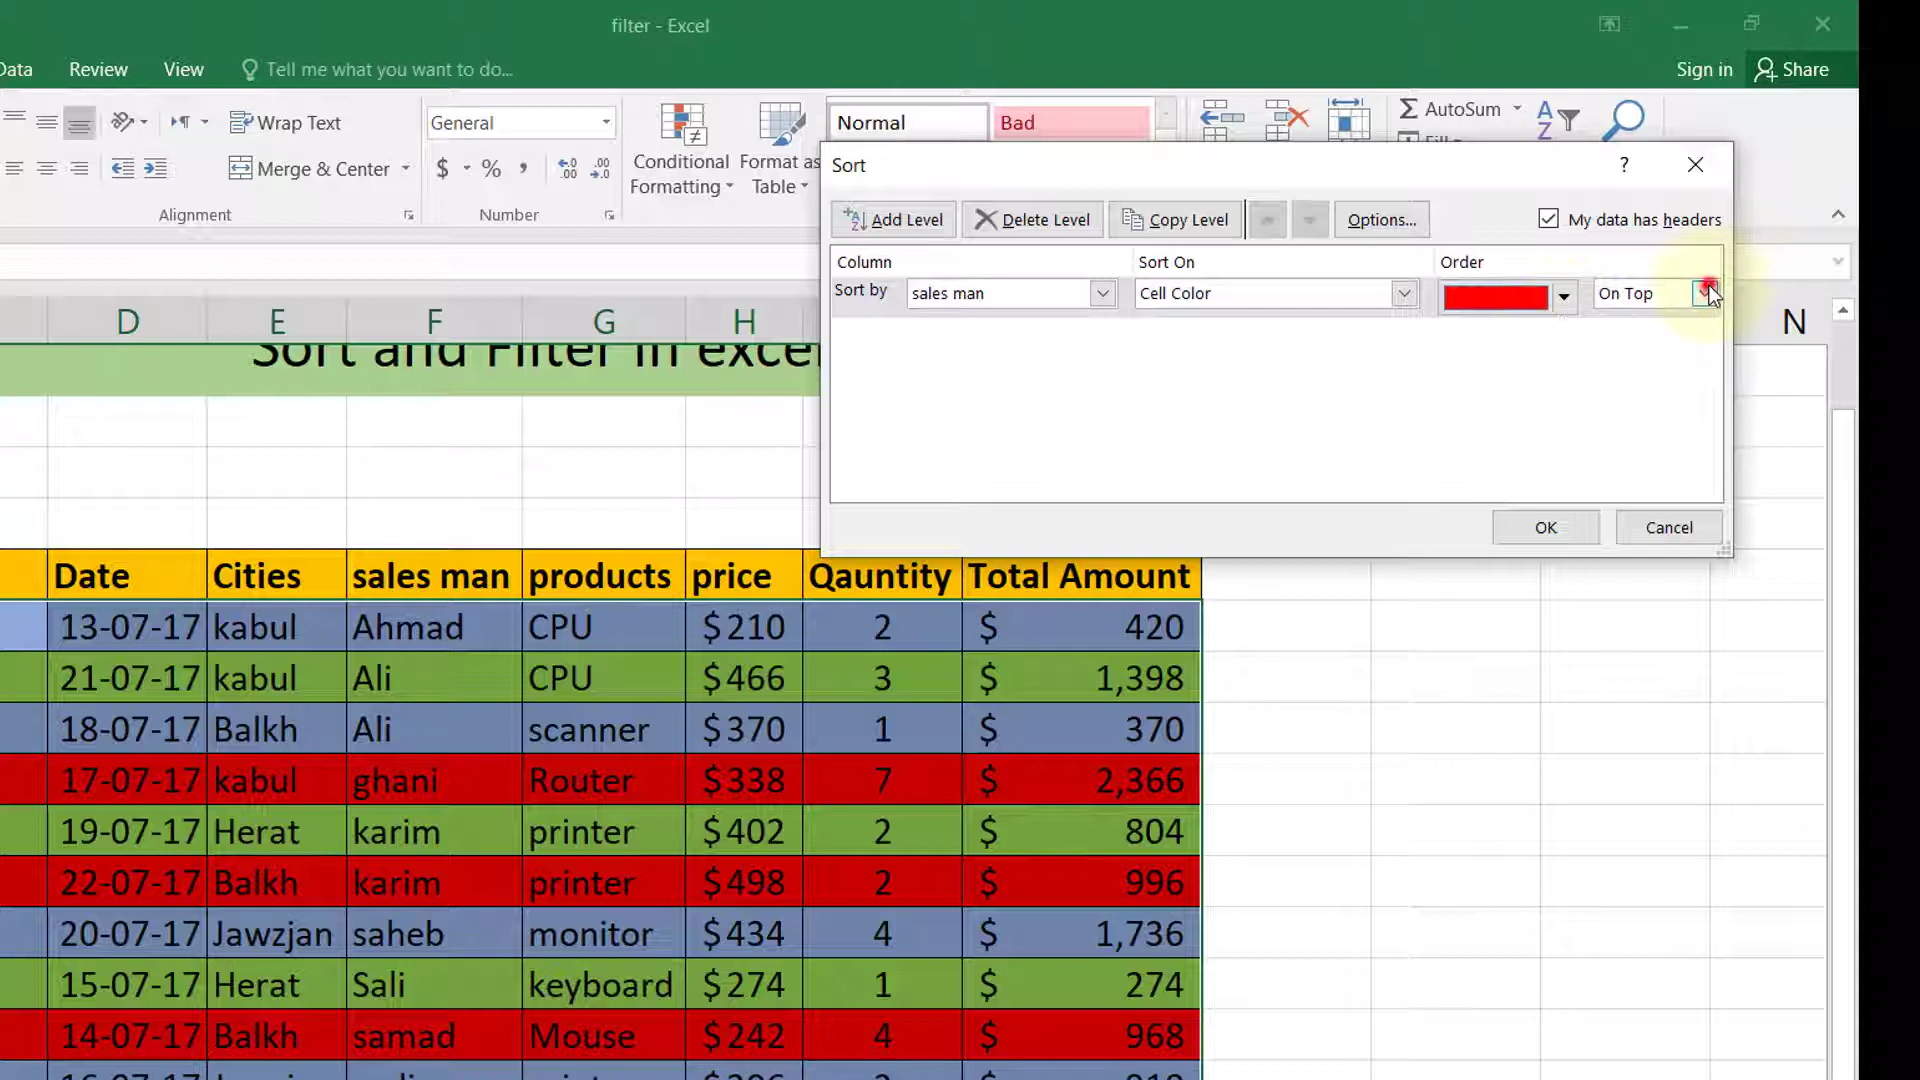 filter - Excel
Data Review View Tell me what you want to do... Sign in Share
Wrap Text General Normal Bad AutoSum
Merge & Center $ % , Conditional Formatting Format as Table
Alignment Number
Sort ?
Add Level Delete Level Copy Level Options... My data has headers
Column Sort On Order
Sort by sales man Cell Color On Top
OK Cancel
D E F G H N
Sort and Filter in
Date Cities sales man products price Qauntity Total Amount
13-07-17 kabul Ahmad CPU $210 2 $ 420
21-07-17 kabul Ali CPU $466 3 $ 1,398
18-07-17 Balkh Ali scanner $370 1 $ 370
17-07-17 kabul ghani Router $338 7 $ 2,366
19-07-17 Herat karim printer $402 2 $ 804
22-07-17 Balkh karim printer $498 2 $ 996
20-07-17 Jawzjan saheb monitor $434 4 $ 1,736
15-07-17 Herat Sali keyboard $274 1 $ 274
14-07-17 Balkh samad Mouse $242 4 $ 968